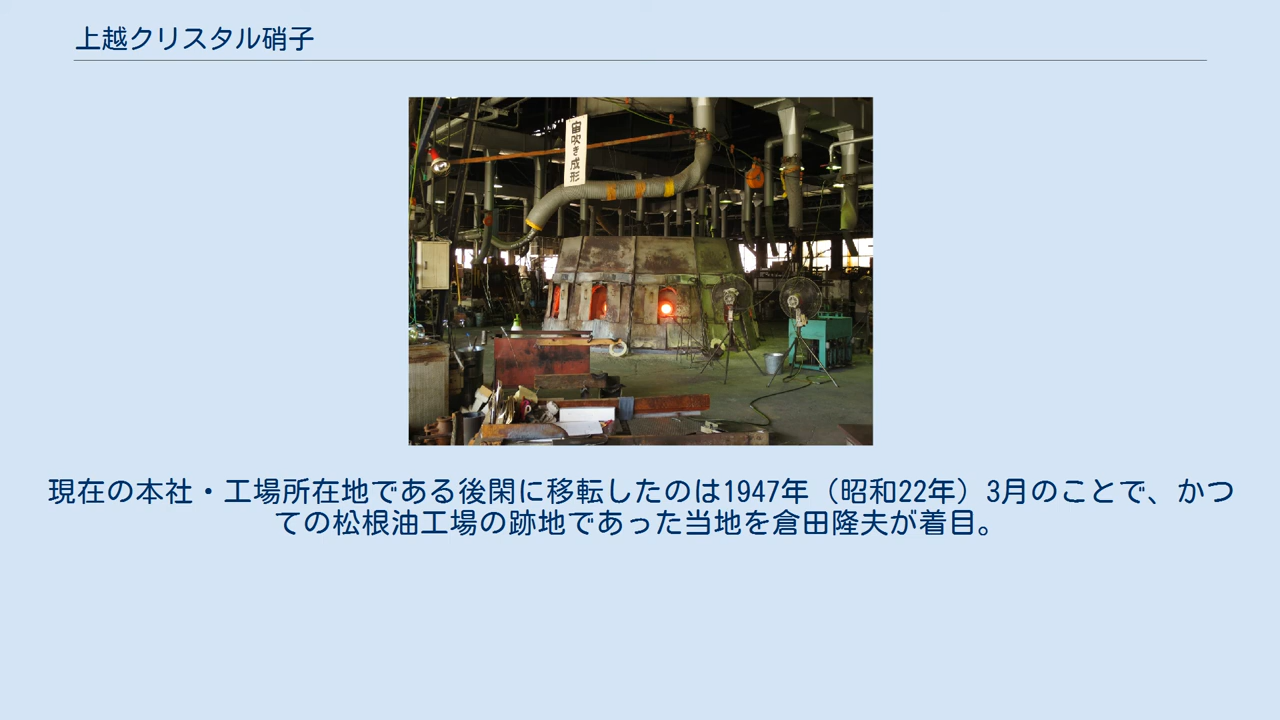 上越クリスタル硝子
宙吹き成形
現在の本社・工場所在地である後閑に移転したのは1947年（昭和22年）3月のことで、かつ
ての松根油工場の跡地であった当地を倉田隆夫が着目。